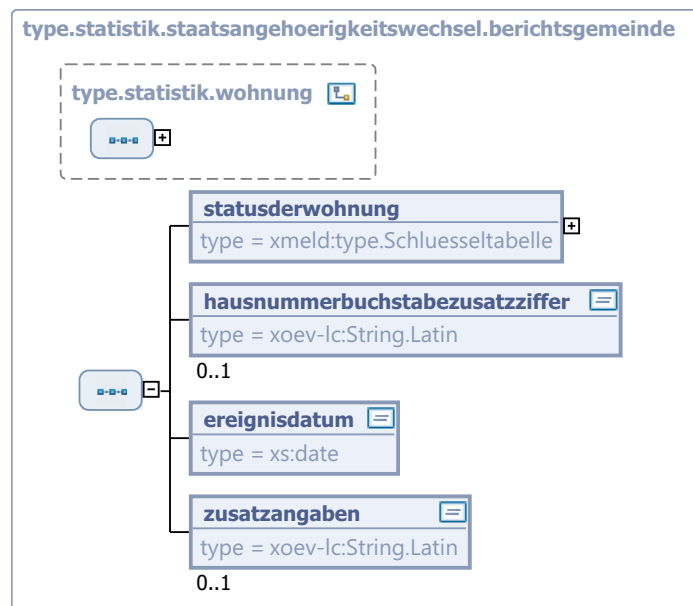 type.statistik.staatsangehoerigkeitswechsel.berichtsgemeinde
type.statistik.wohnung
statusderwohnung
type = xmeld:type.Schluesseltabelle
hausnummerbuchstabezusatzziffer
type = xoev-lc:String.Latin
0..1
ereignisdatum
type = xs:date
zusatzangaben
type = xoev-lc:String.Latin
0..1